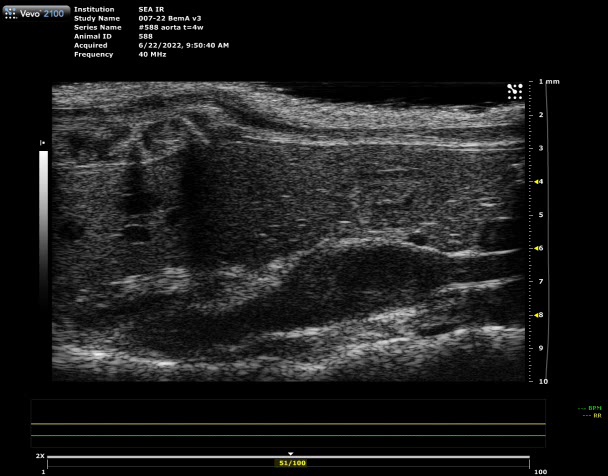 Vevo 2100
Institution SEA IR
Study Name 007-22 BemA v3
Series Name #588 aorta t=4w
Animal ID 588
Acquired 6/22/2022, 9:50:40 AM
Frequency 40 MHz
1 mm
2
3
4
5
6
7
8
9
10
--- BPM
--- RR
2X
51/100
1 100